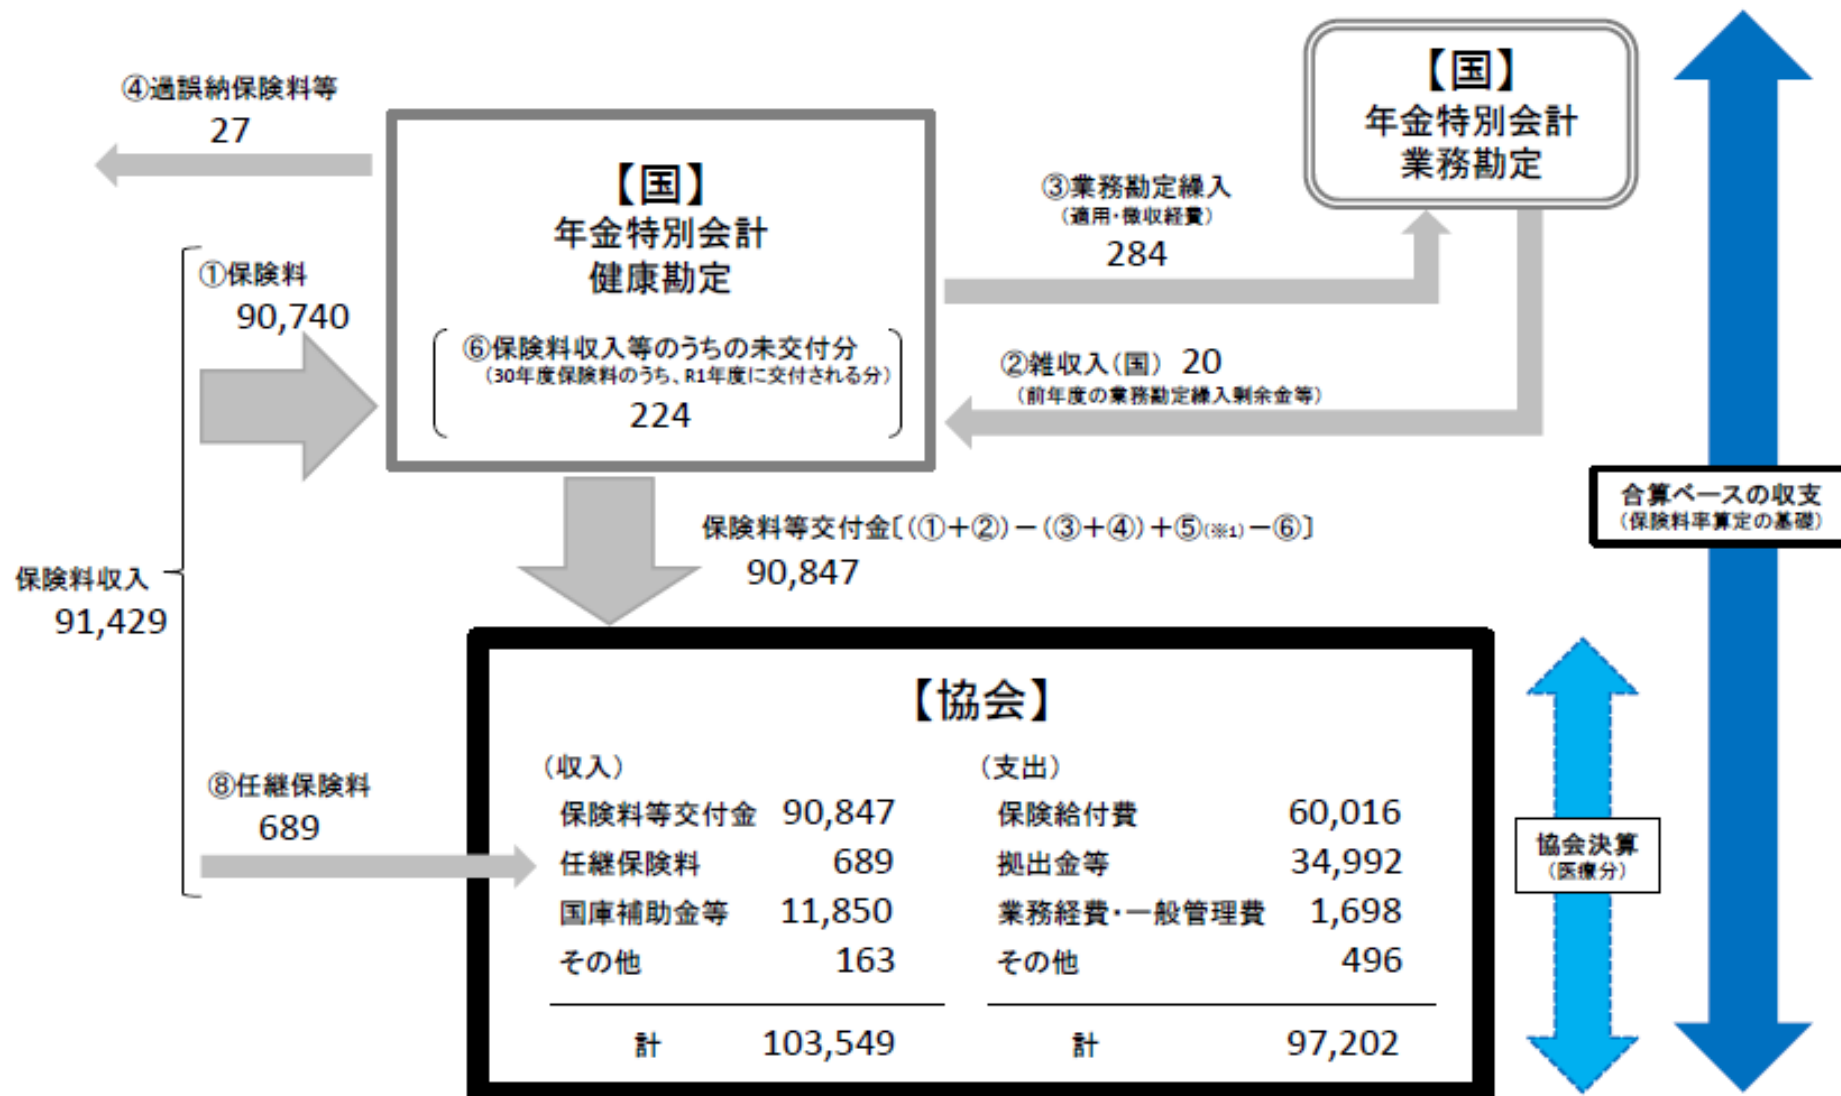 ④過誤納保険料等
27
【国】
年金特別会計
健康勘定
⑥保険料収入等のうちの未交付分
（30年度保険料のうち、R1年度に交付される分）
224
【国】
年金特別会計
業務勘定
③業務勘定繰入
（適用・徴収経費）
284
②雑収入（国） 20
（前年度の業務勘定繰入剰余金等）
①保険料
90,740
保険料収入
91,429
保険料等交付金〔（①＋②）－（③＋④）＋⑤（※1）－⑥〕
90,847
合算ベースの収支
（保険料率算定の基礎）
⑧任継保険料
689
【協会】
（収入） （支出）
保険料等交付金 90,847 保険給付費 60,016
任継保険料 689 拠出金等 34,992
国庫補助金等 11,850 業務経費・一般管理費 1,698
その他 163 その他 496
計 103,549 計 97,202
協会決算
（医療分）